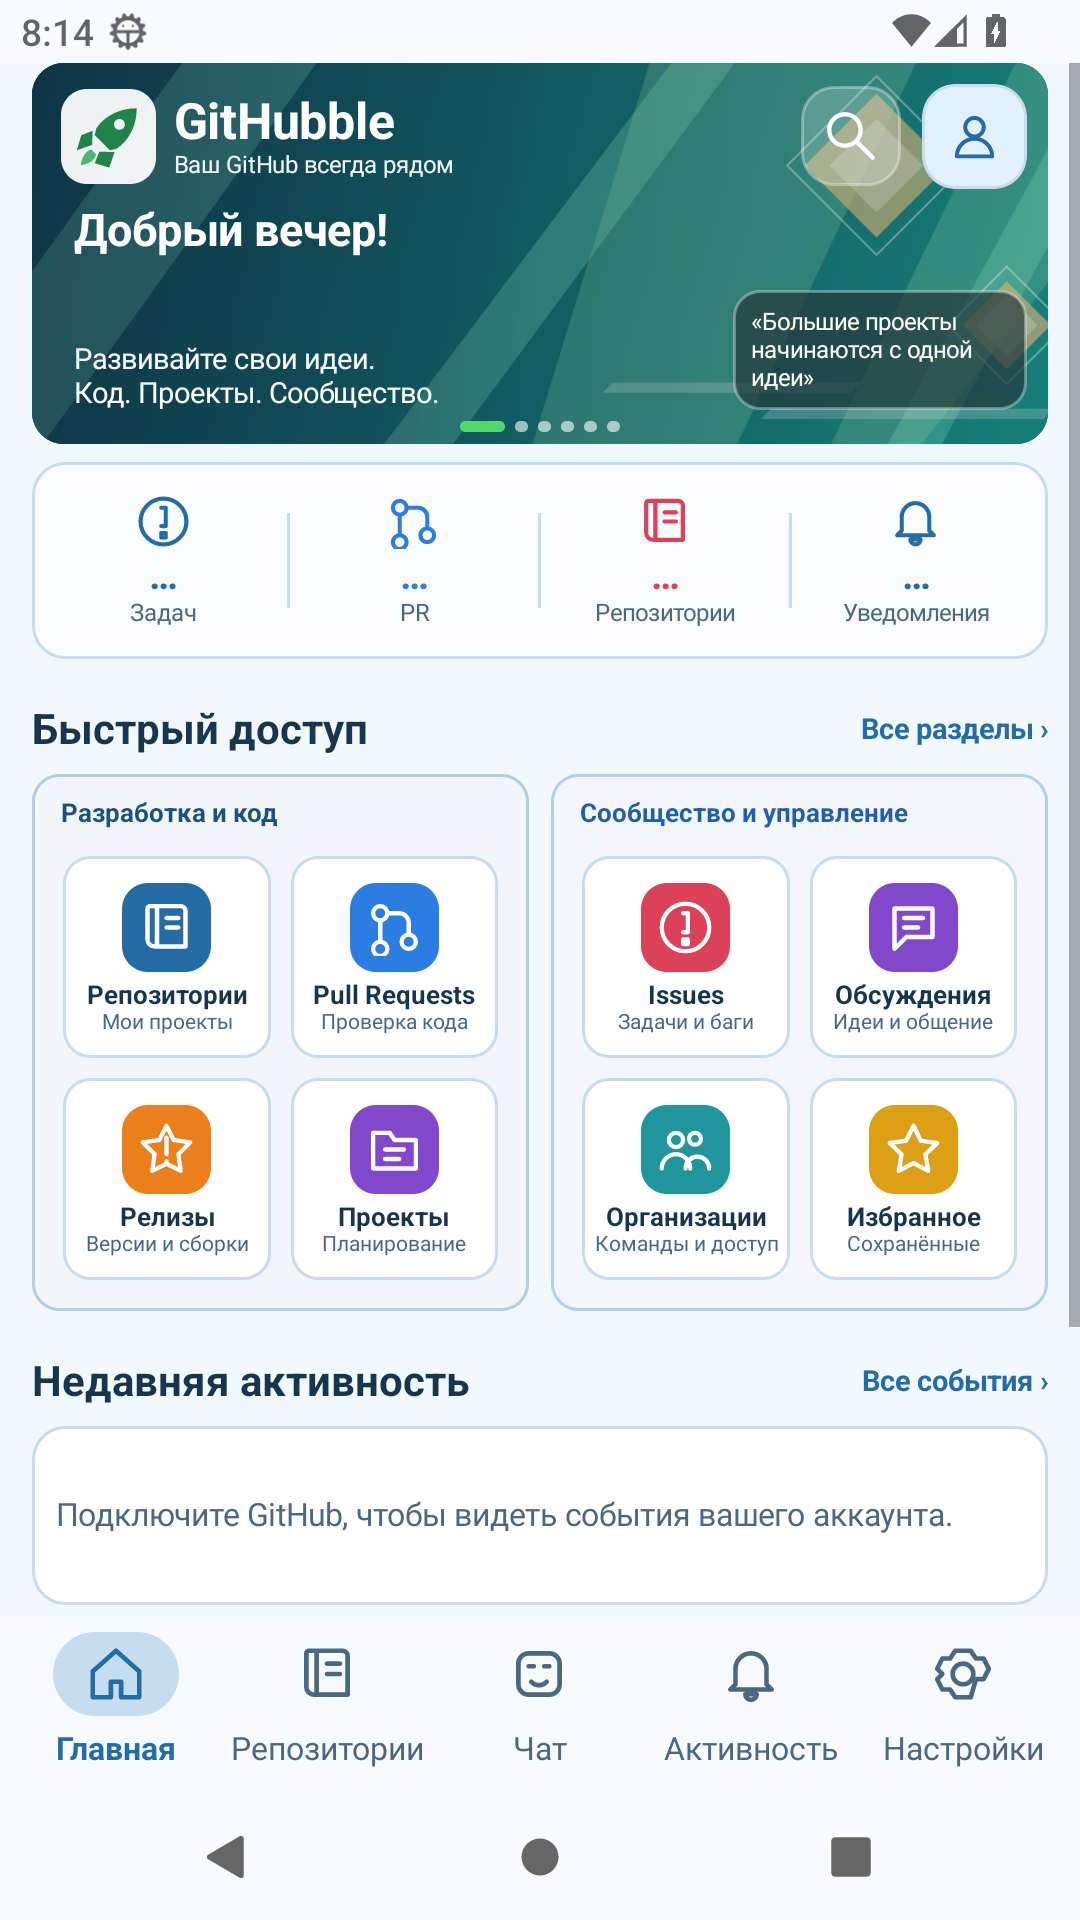 8:14
GitHubble
Ваш GitHub всегда рядом
Добрый вечер!
Развивайте свои идеи.
Код. Проекты. Сообщество.
«Большие проекты
начинаются с одной
идеи»
... ... ... ...
Задач PR Репозитории Уведомления
Быстрый доступ Все разделы ›
Разработка и код
Репозитории Pull Requests
Мои проекты Проверка кода
Релизы Проекты
Версии и сборки Планирование
Сообщество и управление
Issues Обсуждения
Задачи и баги Идеи и общение
Организации Избранное
Команды и доступ Сохранённые
Недавняя активность Все события ›
Подключите GitHub, чтобы видеть события вашего аккаунта.
Главная Репозитории Чат Активность Настройки